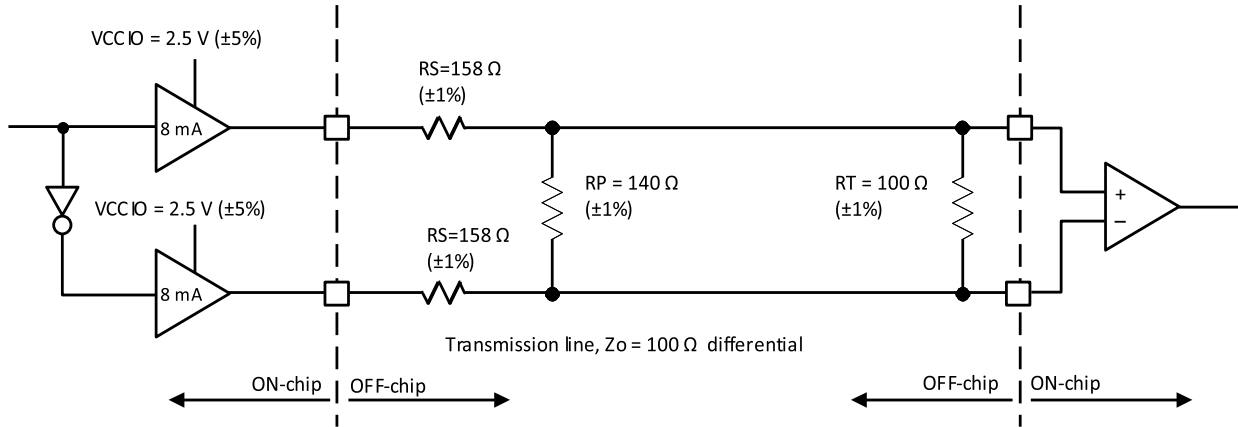 VCCIO = 2.5 V (±5%)
8 mA
RS=158 Ω
(±1%)
RP = 140 Ω
(±1%)
RT = 100 Ω
(±1%)
+
−
VCCIO = 2.5 V (±5%)
8 mA
RS=158 Ω
(±1%)
Transmission line, Zo = 100 Ω differential
ON-chip
OFF-chip
OFF-chip
ON-chip